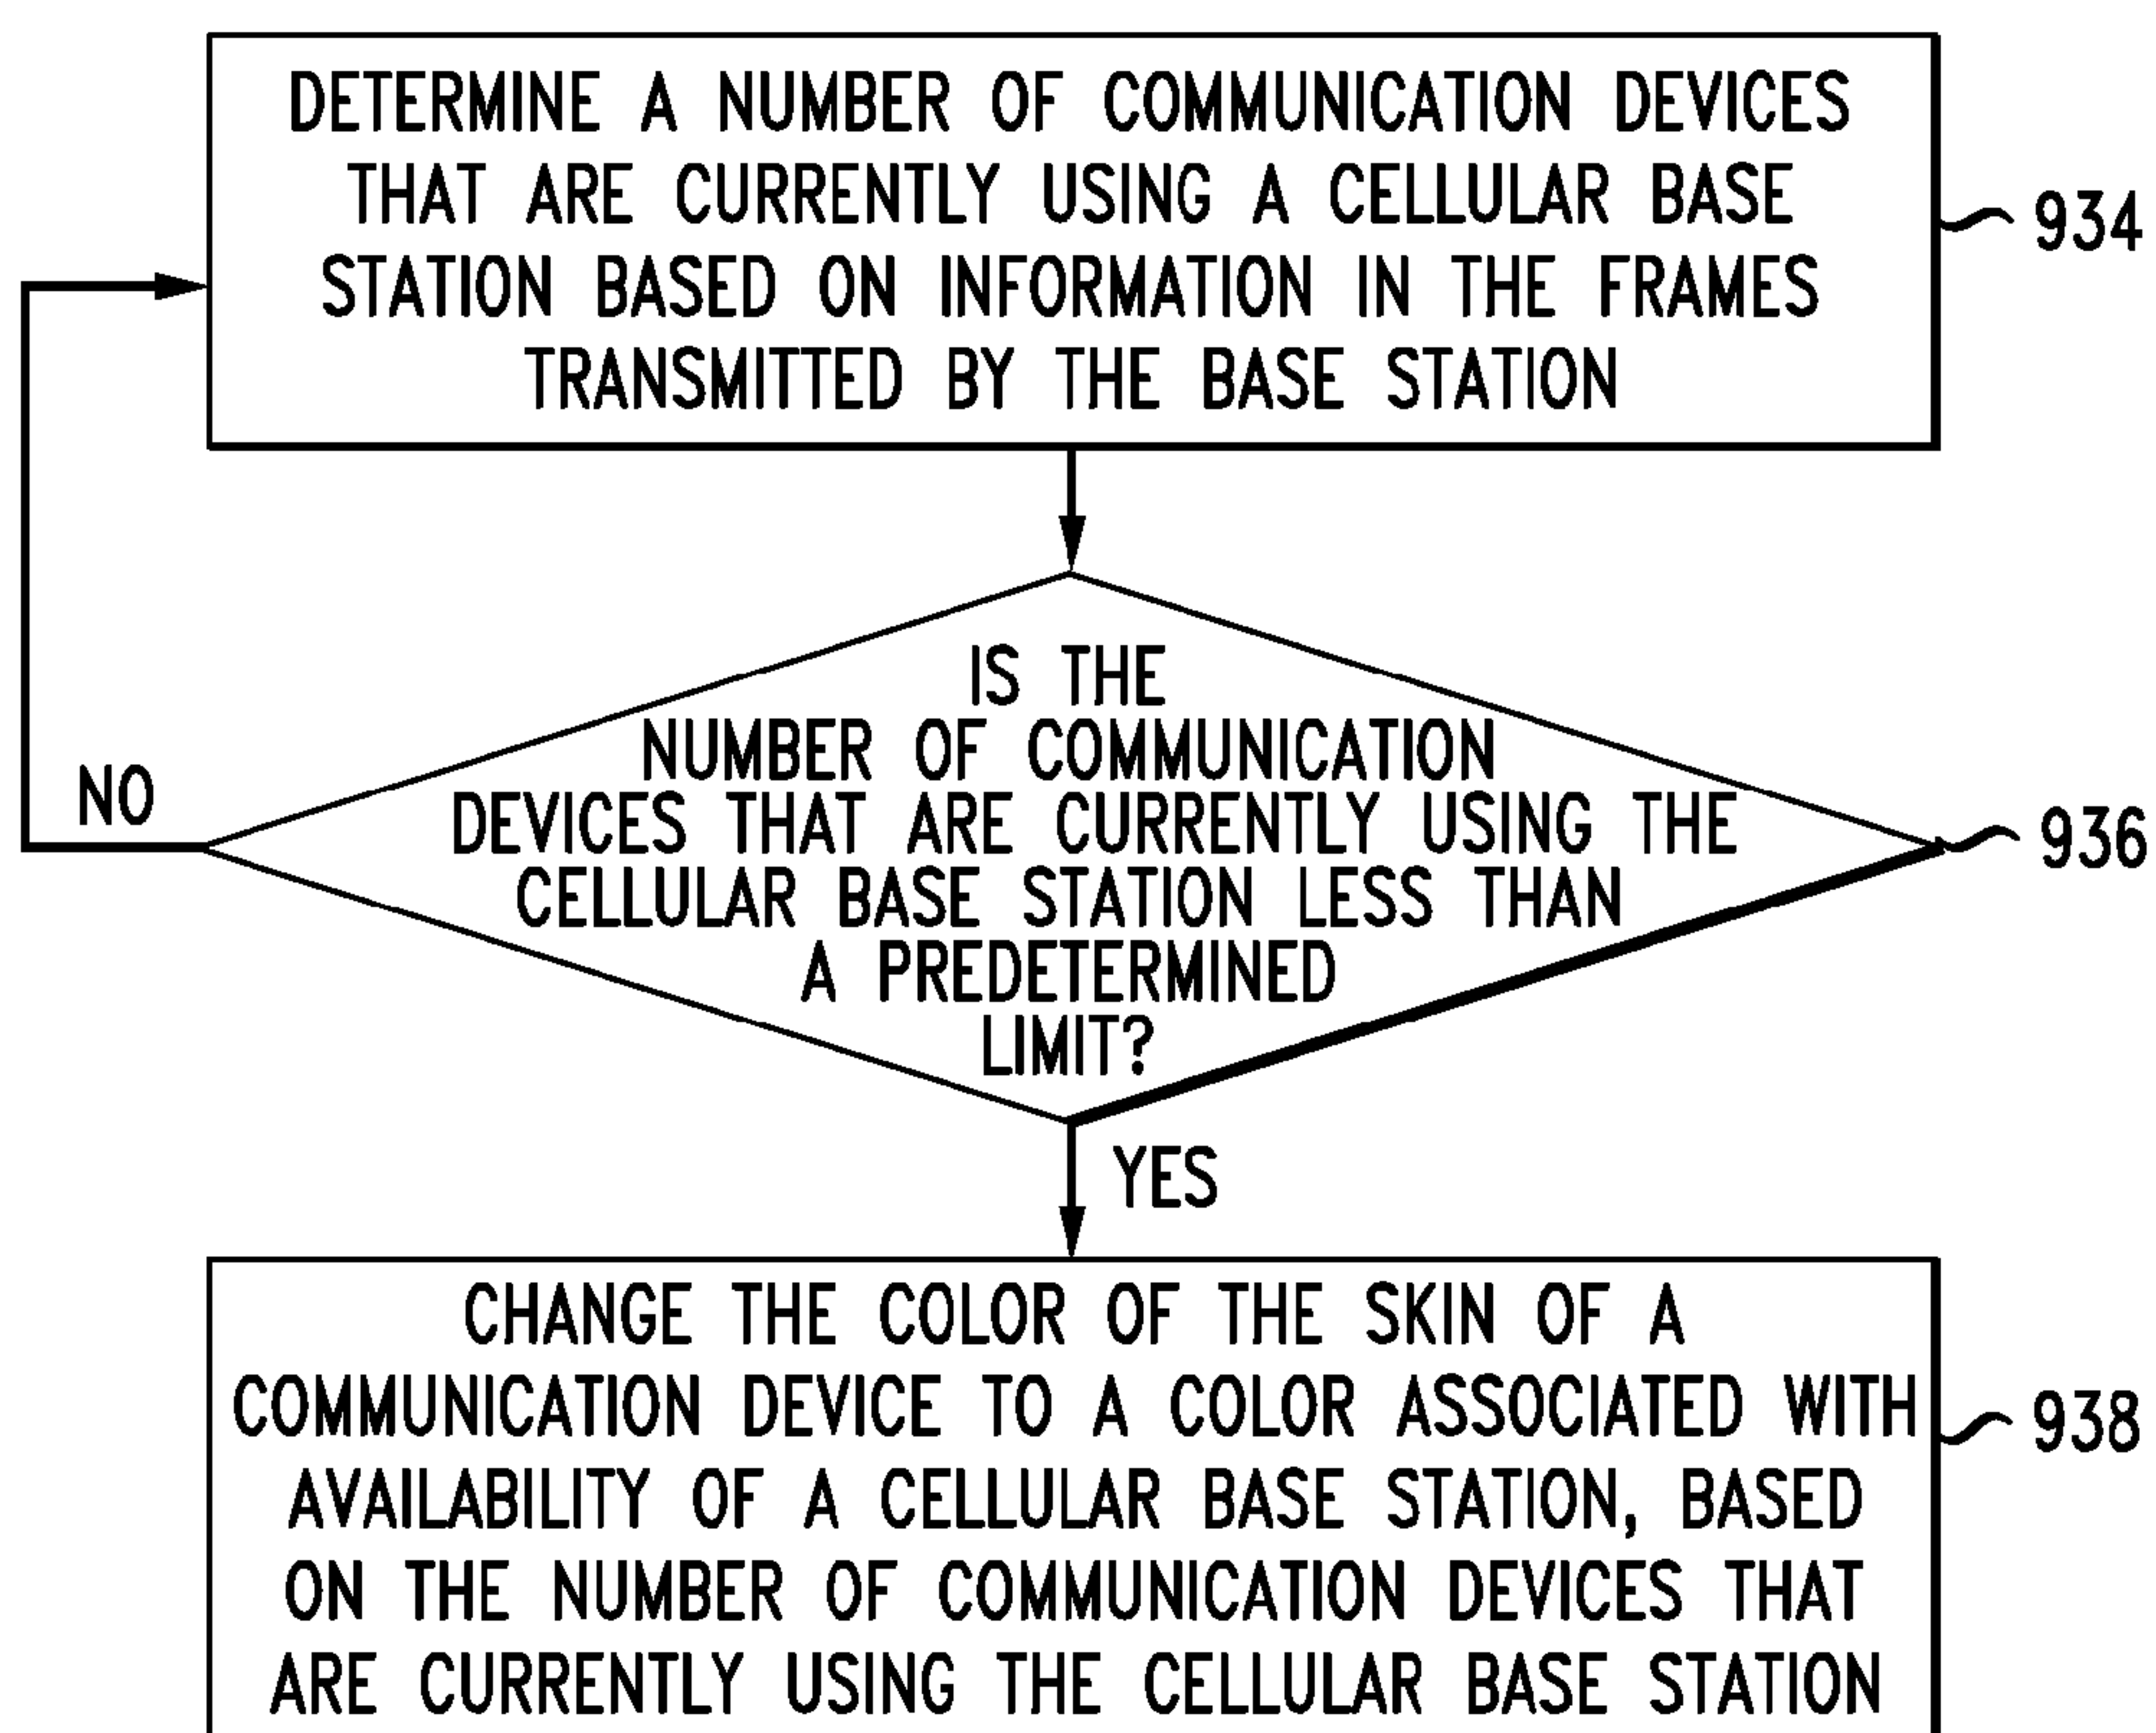 DETERMINE A NUMBER OF COMMUNICATION DEVICES
THAT ARE CURRENTLY USING A CELLULAR BASE
STATION BASED ON INFORMATION IN THE FRAMES
TRANSMITTED BY THE BASE STATION
934
IS THE
NUMBER OF COMMUNICATION
DEVICES THAT ARE CURRENTLY USING THE
CELLULAR BASE STATION LESS THAN
A PREDETERMINED
LIMIT?
936
NO
YES
CHANGE THE COLOR OF THE SKIN OF A
COMMUNICATION DEVICE TO A COLOR ASSOCIATED WITH
AVAILABILITY OF A CELLULAR BASE STATION, BASED
ON THE NUMBER OF COMMUNICATION DEVICES THAT
ARE CURRENTLY USING THE CELLULAR BASE STATION
938